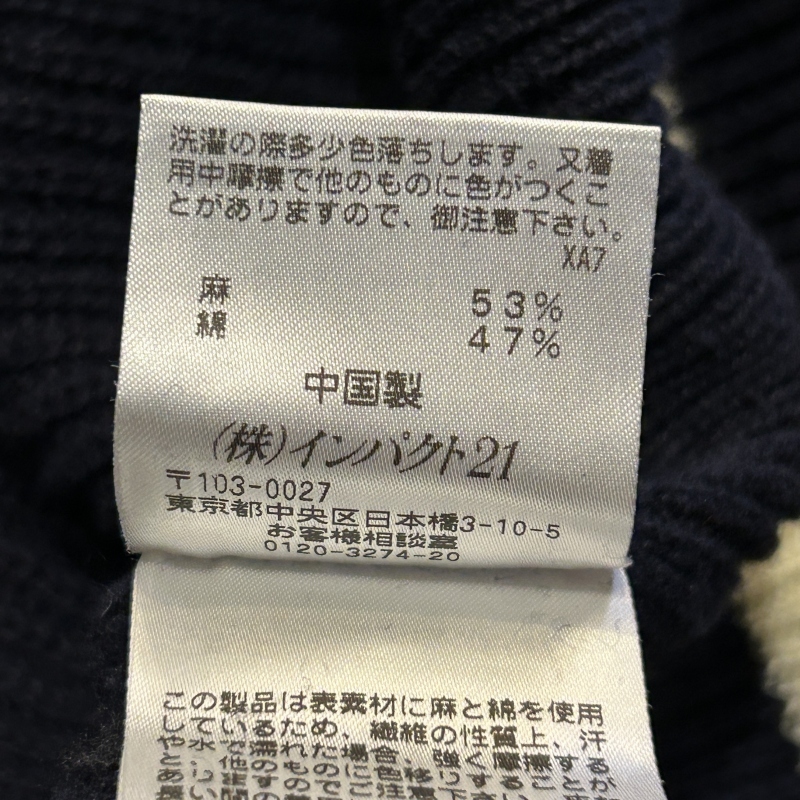 洗濯の際多少色落ちします。又着
用中摩擦で他のものに色がつくこ
とがありますので、御注意下さい。
XA7
麻 53%
綿 47%
中国製
(株)インパクト21
〒103-0027
東京都中央区日本橋3-10-5
お客様相談室
0120-3274-20
この製品は表素材に麻と綿を使用
しているため、繊維の性質上、汗
や水で濡れた場合、強く摩擦